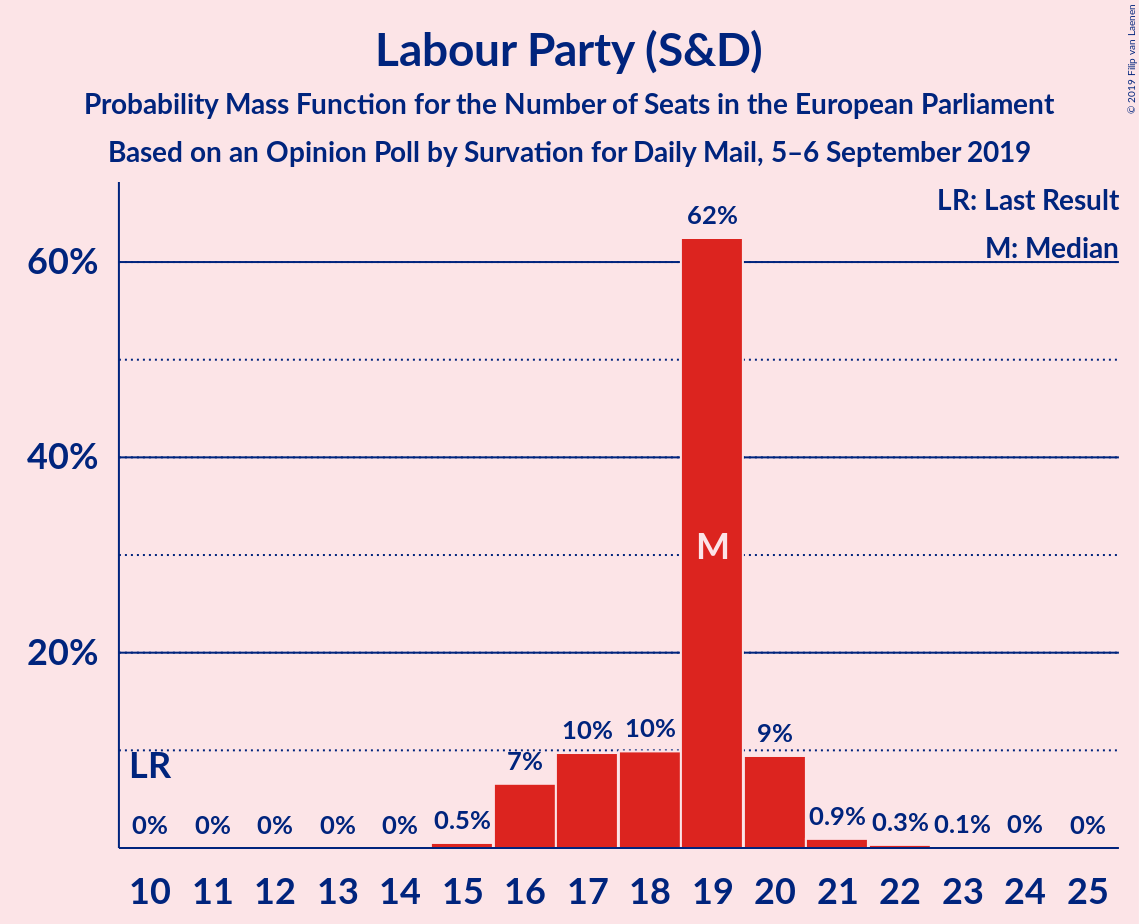 Labour Party (S&D)
Probability Mass Function for the Number of Seats in the European Parliament
Based on an Opinion Poll by Survation for Daily Mail, 5–6 September 2019
© 2019 Filip van Laenen
LR: Last Result
M: Median
60%
40%
20%
62%
M
LR
0% 0% 0% 0% 0% 0.5% 7% 10% 10% 9% 0.9% 0.3% 0.1% 0% 0%
10 11 12 13 14 15 16 17 18 19 20 21 22 23 24 25